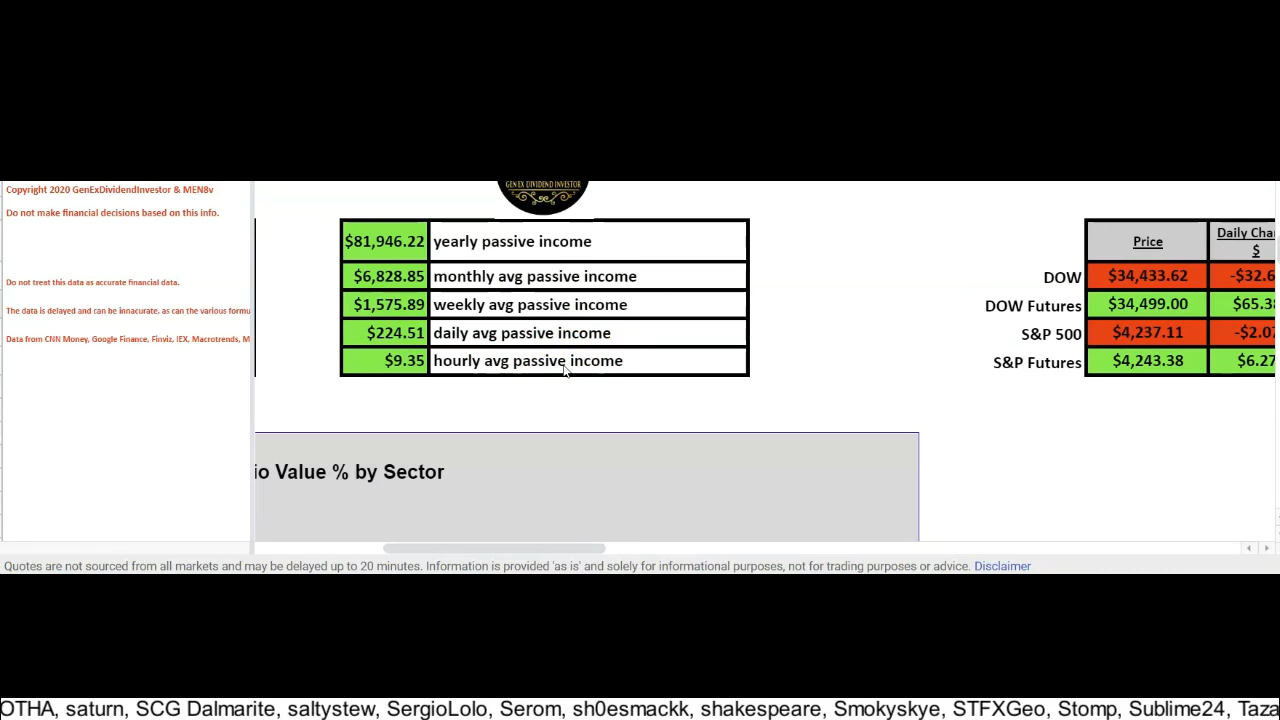 GEN EX DIVIDEND INVESTOR
Copyright 2020 GenExDividendInvestor & MEN8v
Do not make financial decisions based on this info.
Do not treat this data as accurate financial data.
The data is delayed and can be innacurate, as can the various formu
Data from CNN Money, Google Finance, Finviz, IEX, Macrotrends, M
$81,946.22 yearly passive income
$6,828.85 monthly avg passive income
$1,575.89 weekly avg passive income
$224.51 daily avg passive income
$9.35 hourly avg passive income
Price Daily Cha
$
DOW $34,433.62 -$32.6
DOW Futures $34,499.00 $65.38
S&P 500 $4,237.11 -$2.07
S&P Futures $4,243.38 $6.27
io Value % by Sector
Quotes are not sourced from all markets and may be delayed up to 20 minutes. Information is provided 'as is' and solely for informational purposes, not for trading purposes or advice. Disclaimer
OTHA, saturn, SCG Dalmarite, saltystew, SergioLolo, Serom, sh0esmackk, shakespeare, Smokyskye, STFXGeo, Stomp, Sublime24, Taza